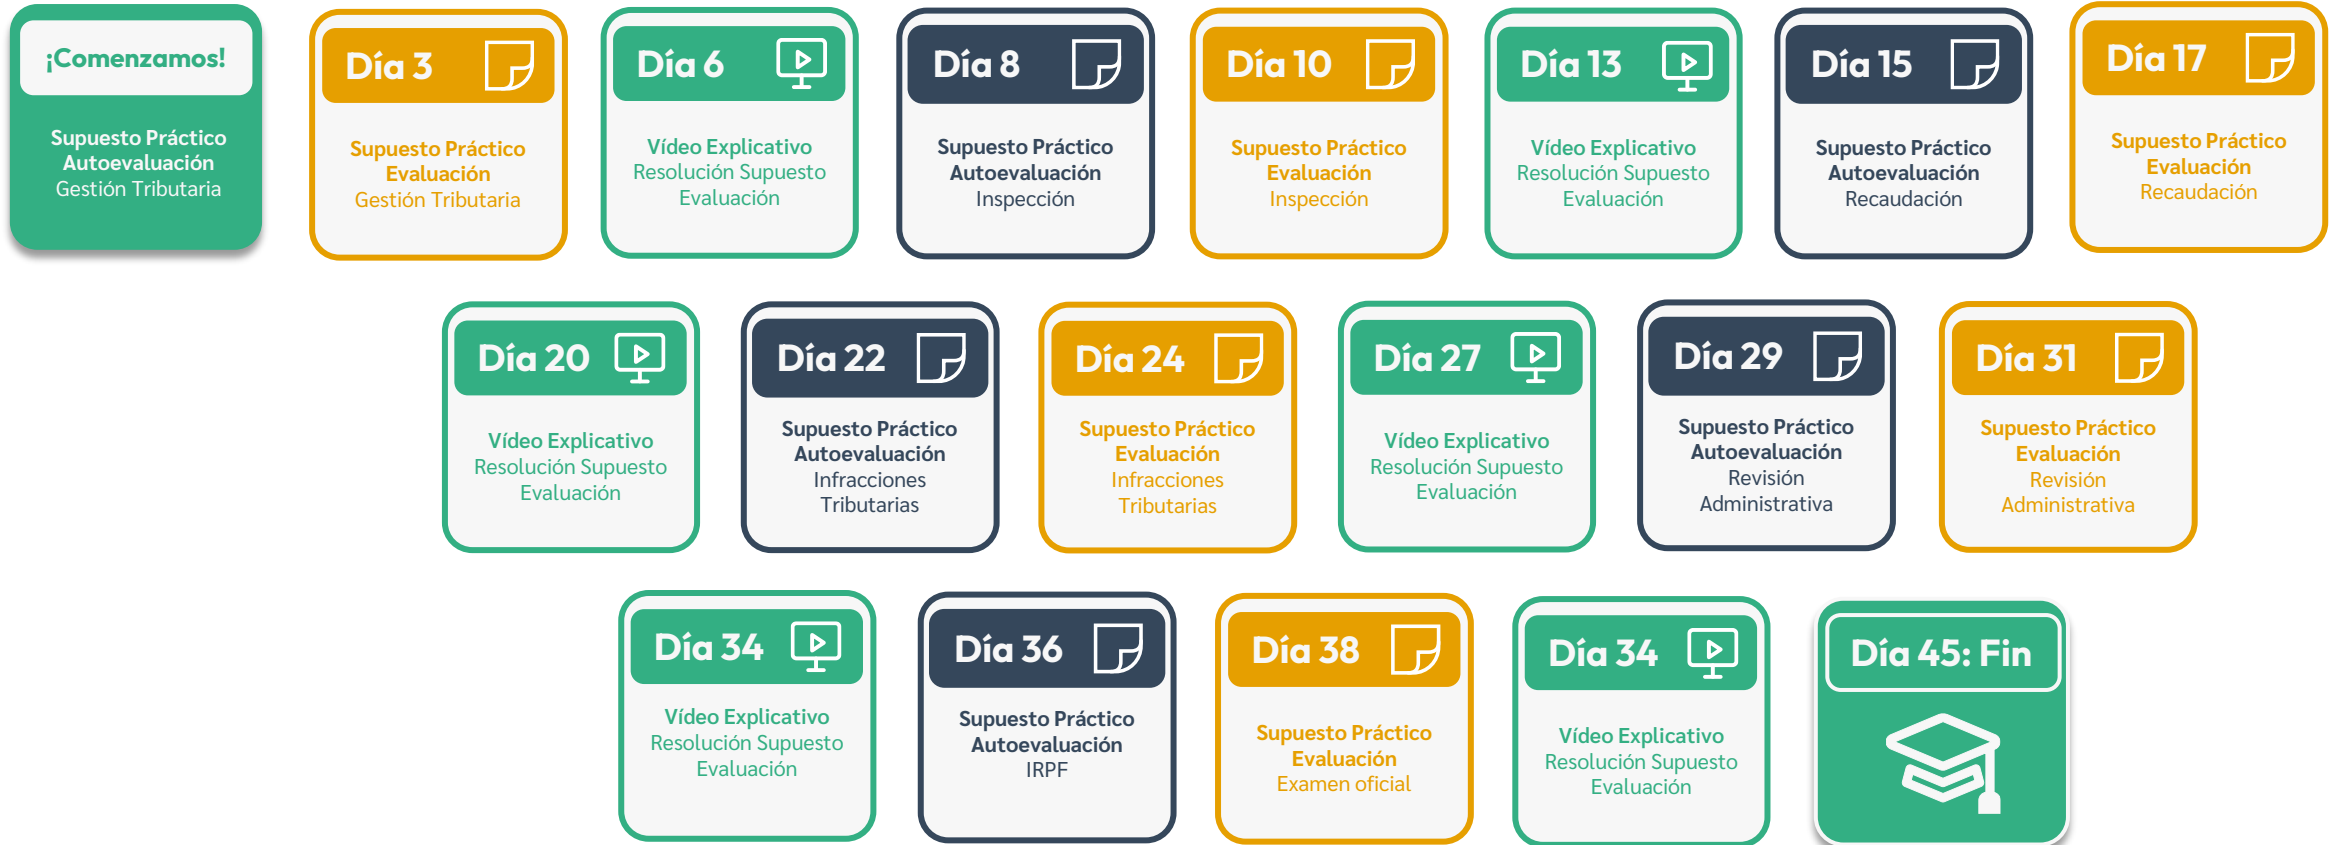 ¡Comenzamos!
Supuesto Práctico
Autoevaluación
Gestión Tributaria
Día 3
Supuesto Práctico
Evaluación
Gestión Tributaria
Día 6
Vídeo Explicativo
Resolución Supuesto
Evaluación
Día 8
Supuesto Práctico
Autoevaluación
Inspección
Día 10
Supuesto Práctico
Evaluación
Inspección
Día 13
Vídeo Explicativo
Resolución Supuesto
Evaluación
Día 15
Supuesto Práctico
Autoevaluación
Recaudación
Día 17
Supuesto Práctico
Evaluación
Recaudación
Día 20
Vídeo Explicativo
Resolución Supuesto
Evaluación
Día 22
Supuesto Práctico
Autoevaluación
Infracciones
Tributarias
Día 24
Supuesto Práctico
Evaluación
Infracciones
Tributarias
Día 27
Vídeo Explicativo
Resolución Supuesto
Evaluación
Día 29
Supuesto Práctico
Autoevaluación
Revisión
Administrativa
Día 31
Supuesto Práctico
Evaluación
Revisión
Administrativa
Día 34
Vídeo Explicativo
Resolución Supuesto
Evaluación
Día 36
Supuesto Práctico
Autoevaluación
IRPF
Día 38
Supuesto Práctico
Evaluación
Examen oficial
Día 34
Vídeo Explicativo
Resolución Supuesto
Evaluación
Día 45: Fin